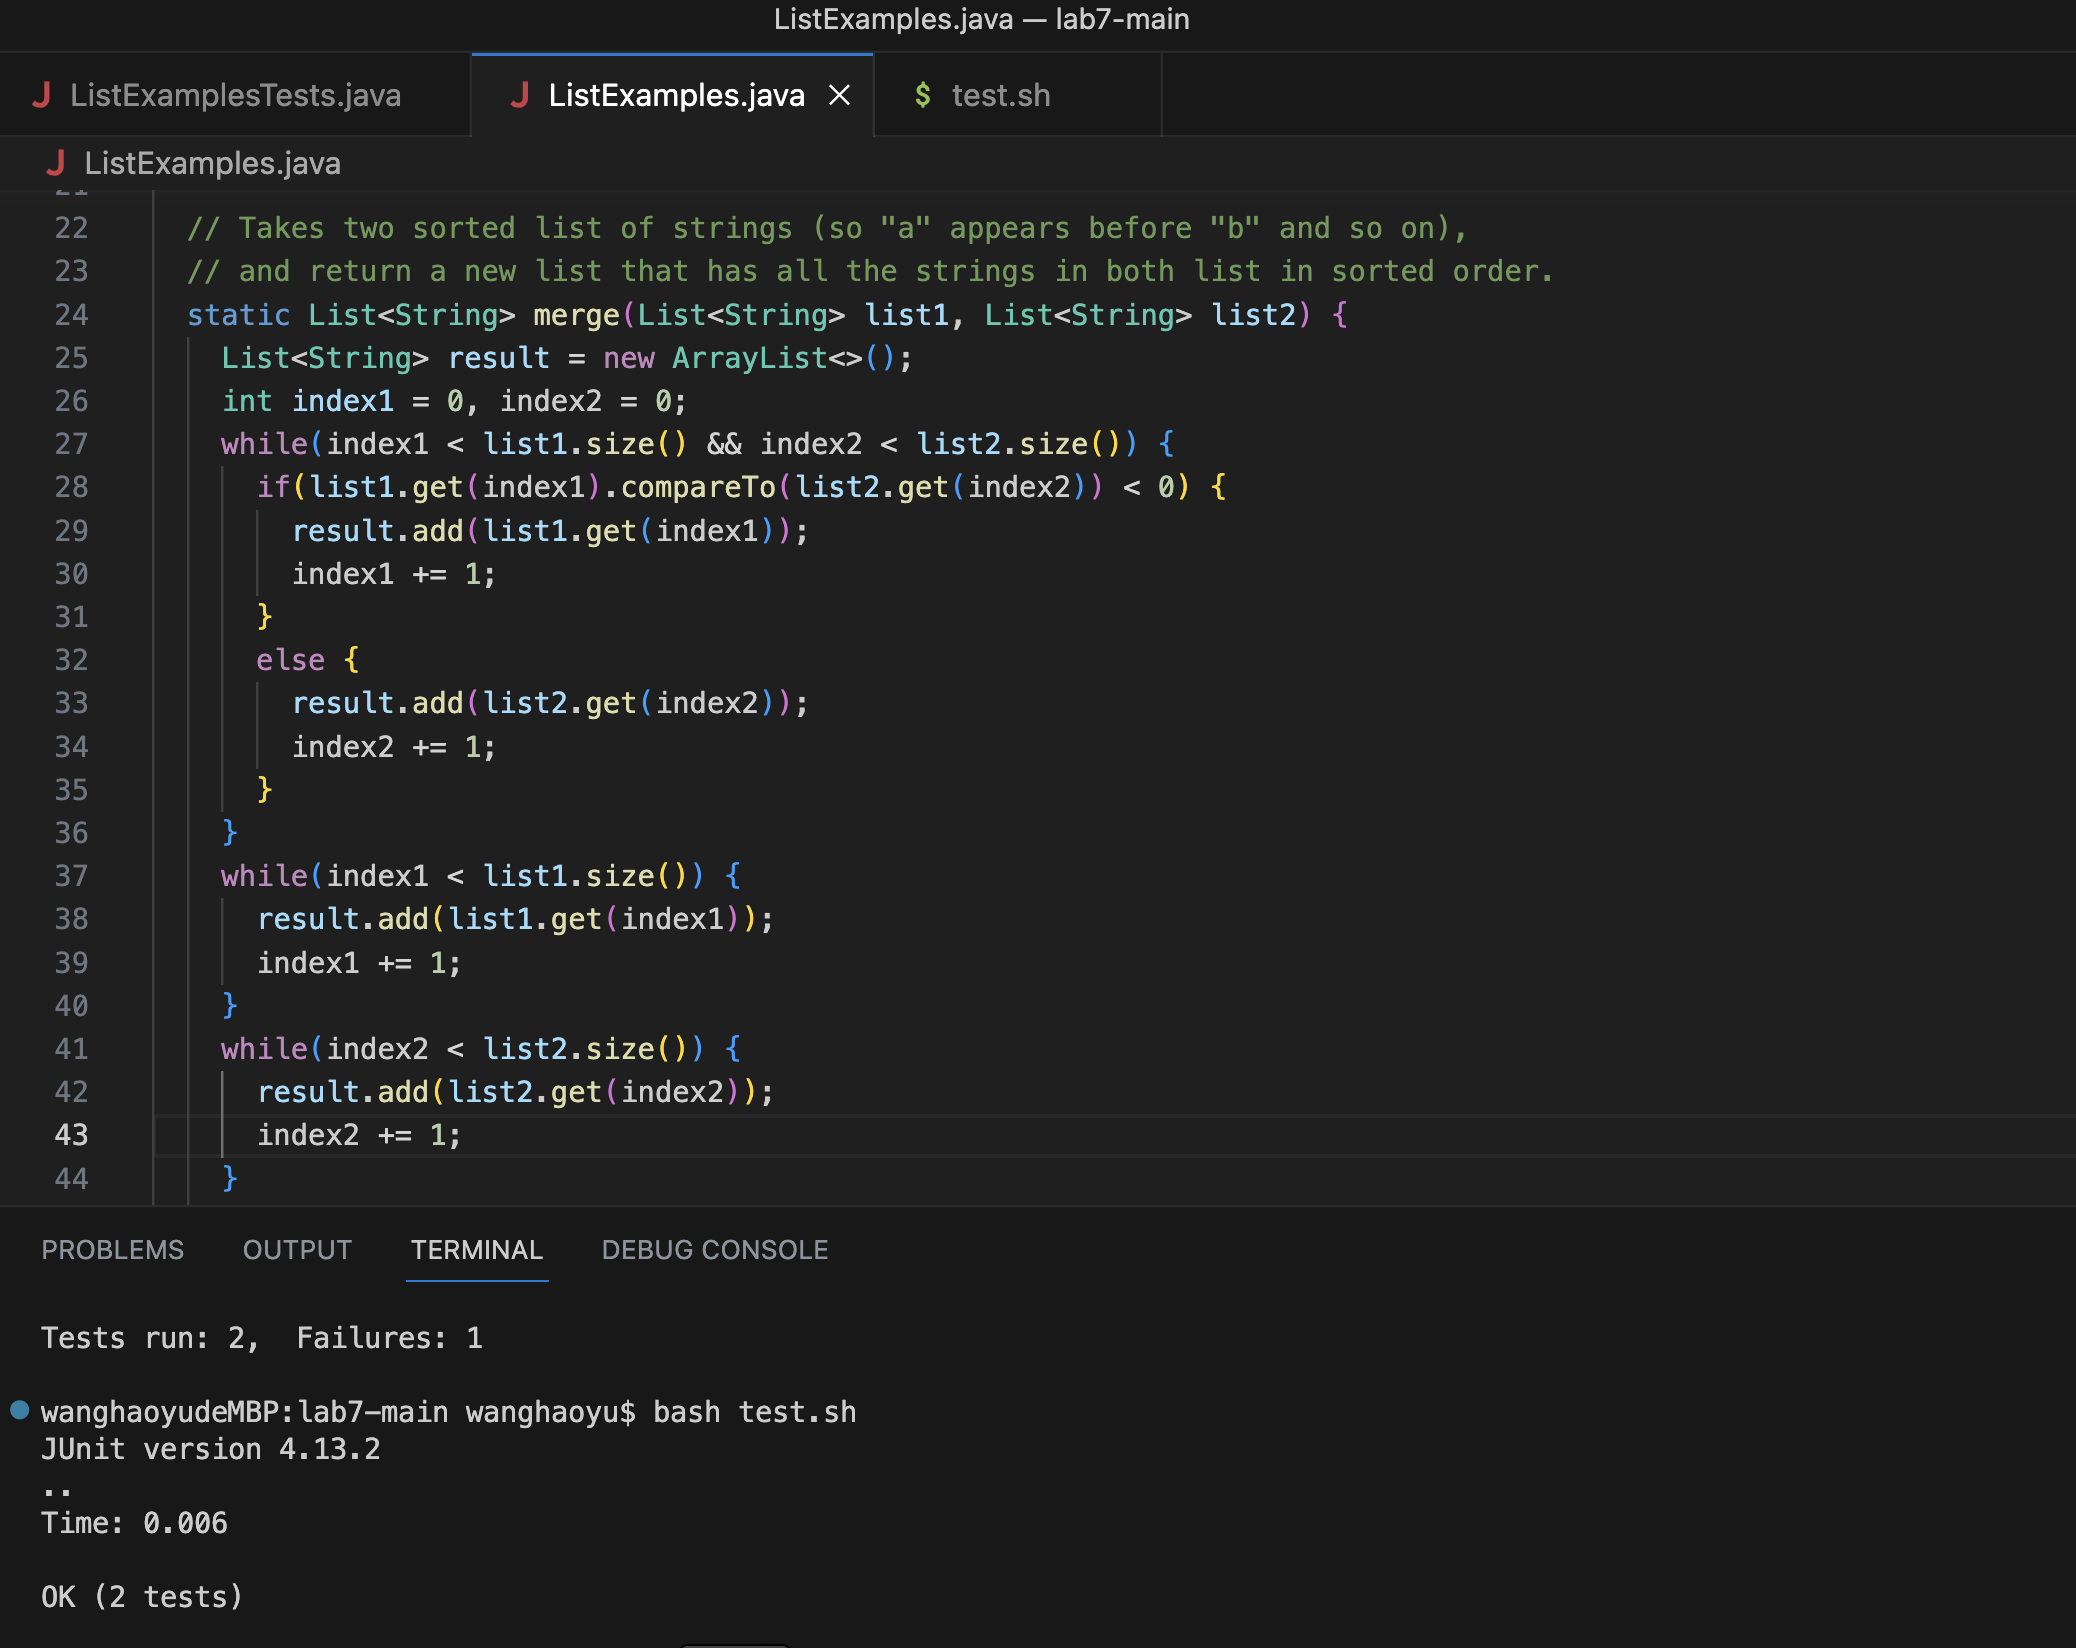 ListExamples.java — lab7-main
ListExamplesTests.java ListExamples.java test.sh
ListExamples.java
21
22 // Takes two sorted list of strings (so "a" appears before "b" and so on),
23 // and return a new list that has all the strings in both list in sorted order.
24 static List<String> merge(List<String> list1, List<String> list2) {
25 List<String> result = new ArrayList<>();
26 int index1 = 0, index2 = 0;
27 while(index1 < list1.size() && index2 < list2.size()) {
28 if(list1.get(index1).compareTo(list2.get(index2)) < 0) {
29 result.add(list1.get(index1));
30 index1 += 1;
31 }
32 else {
33 result.add(list2.get(index2));
34 index2 += 1;
35 }
36 }
37 while(index1 < list1.size()) {
38 result.add(list1.get(index1));
39 index1 += 1;
40 }
41 while(index2 < list2.size()) {
42 result.add(list2.get(index2));
43 index2 += 1;
44 }
PROBLEMS OUTPUT TERMINAL DEBUG CONSOLE
Tests run: 2,  Failures: 1
wanghaoyudeMBP:lab7-main wanghaoyu$ bash test.sh
JUnit version 4.13.2
..
Time: 0.006
OK (2 tests)